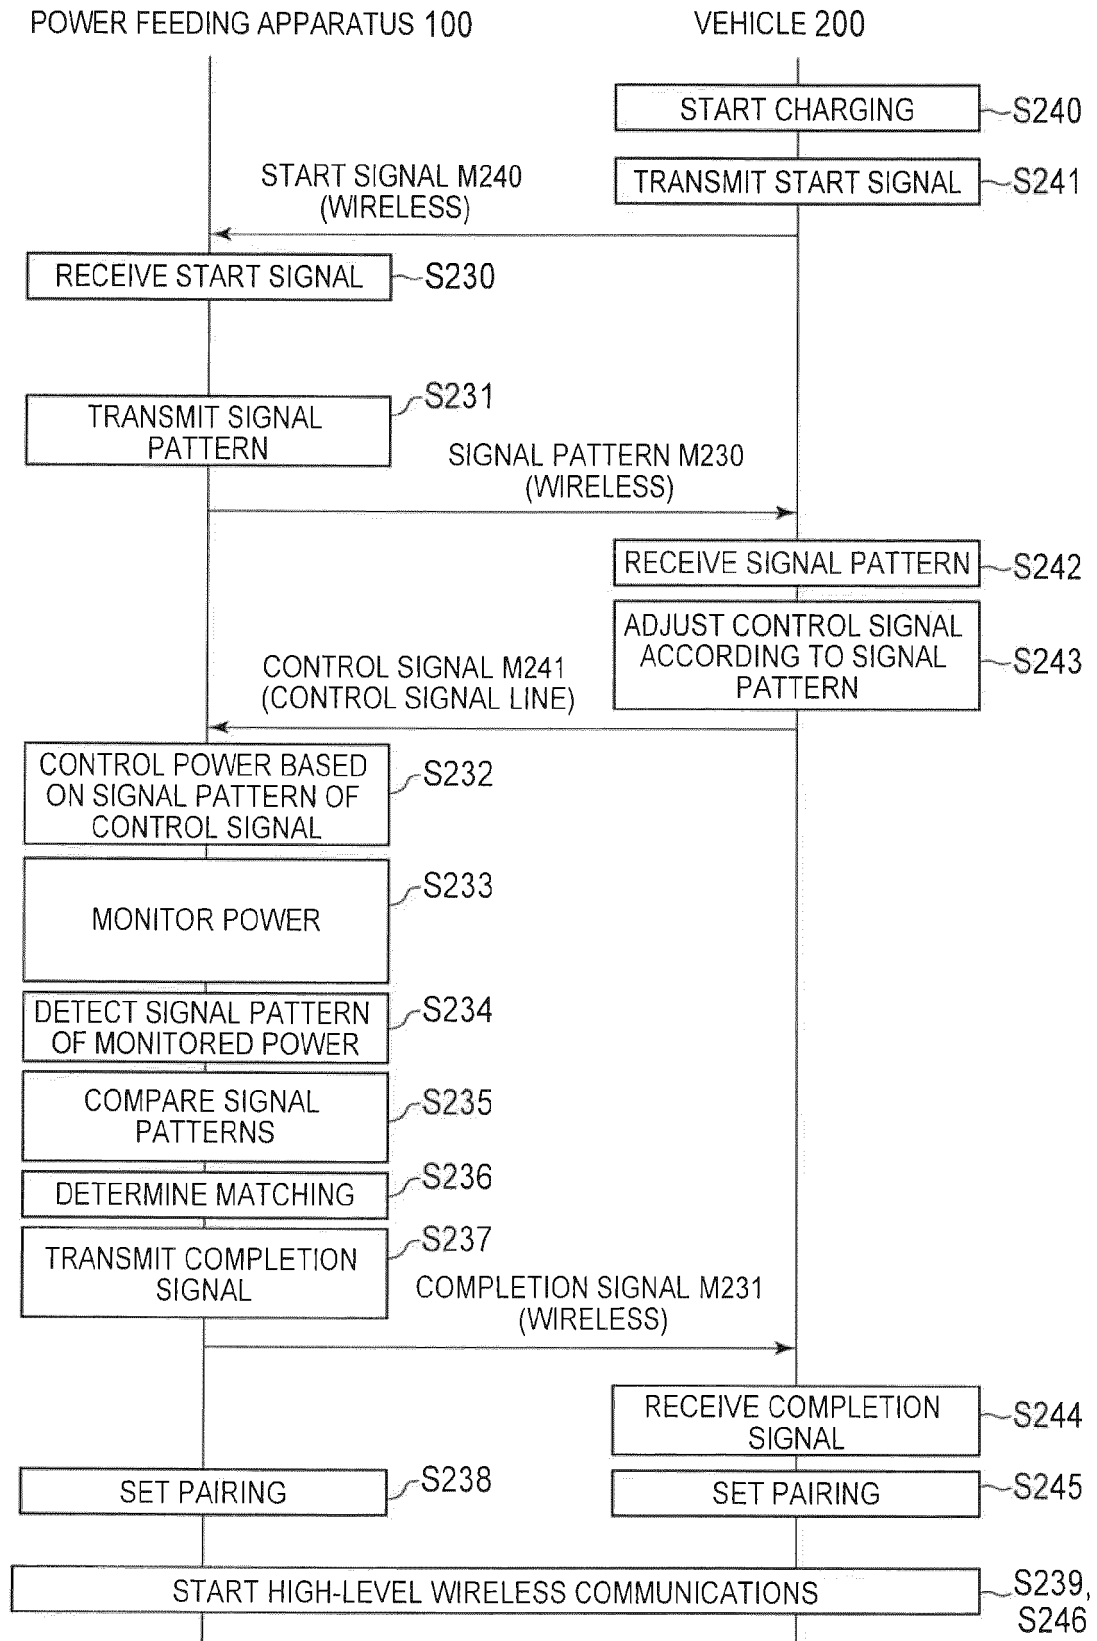 POWER FEEDING APPARATUS 100
VEHICLE 200
START CHARGING
S240
TRANSMIT START SIGNAL
S241
START SIGNAL M240
(WIRELESS)
RECEIVE START SIGNAL
S230
TRANSMIT SIGNAL
PATTERN
S231
SIGNAL PATTERN M230
(WIRELESS)
RECEIVE SIGNAL PATTERN
S242
ADJUST CONTROL SIGNAL
ACCORDING TO SIGNAL
PATTERN
S243
CONTROL SIGNAL M241
(CONTROL SIGNAL LINE)
CONTROL POWER BASED
ON SIGNAL PATTERN OF
CONTROL SIGNAL
S232
MONITOR POWER
S233
DETECT SIGNAL PATTERN
OF MONITORED POWER
S234
COMPARE SIGNAL
PATTERNS
S235
DETERMINE MATCHING
S236
TRANSMIT COMPLETION
SIGNAL
S237
COMPLETION SIGNAL M231
(WIRELESS)
RECEIVE COMPLETION
SIGNAL
S244
SET PAIRING
S238
SET PAIRING
S245
START HIGH-LEVEL WIRELESS COMMUNICATIONS
S239,
S246